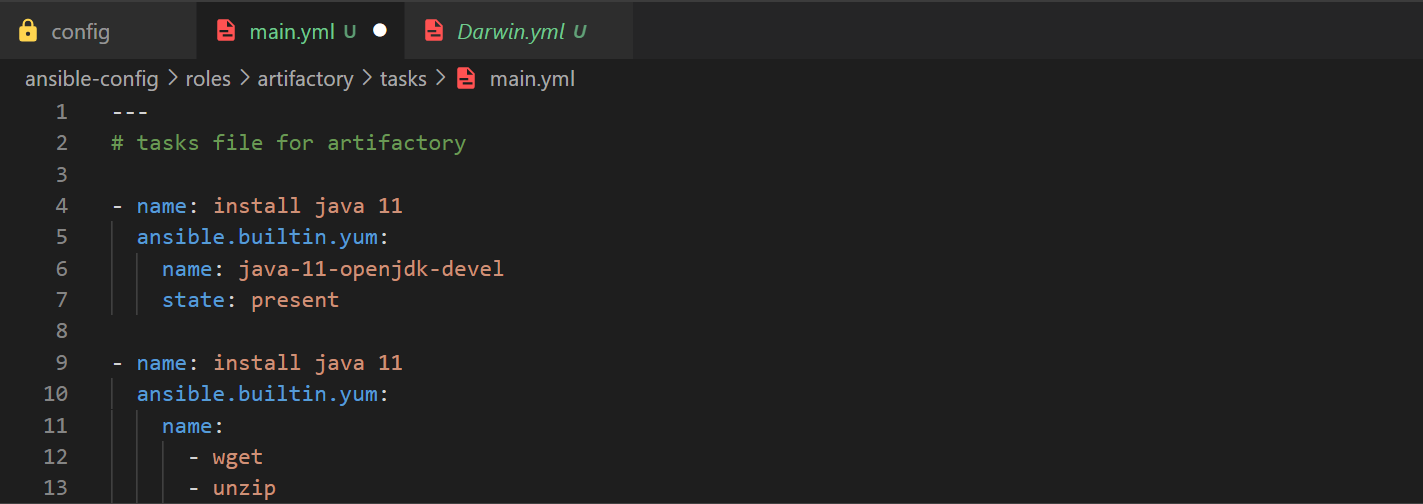 config
main.yml U
Darwin.yml U
ansible-config > roles > artifactory > tasks > main.yml
1 ---
2 # tasks file for artifactory
3
4 - name: install java 11
5 ansible.builtin.yum:
6 name: java-11-openjdk-devel
7 state: present
8
9 - name: install java 11
10 ansible.builtin.yum:
11 name:
12 - wget
13 - unzip